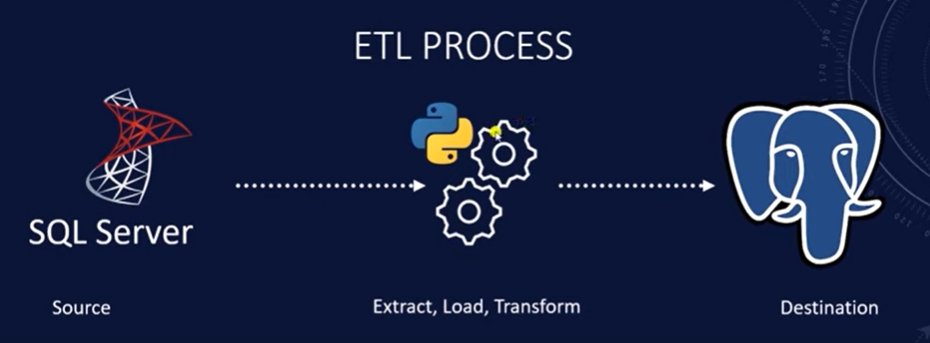 ETL PROCESS
SQL Server
Source
Extract, Load, Transform
Destination